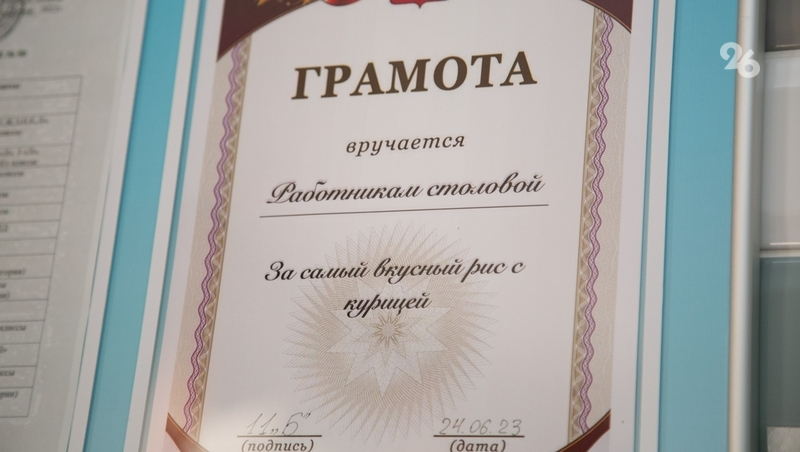 26
ГРАМОТА
вручается
Работникам столовой
За самый вкусный рис с
курицей
11 „Б”
24.06.23
(подпись)
(дата)